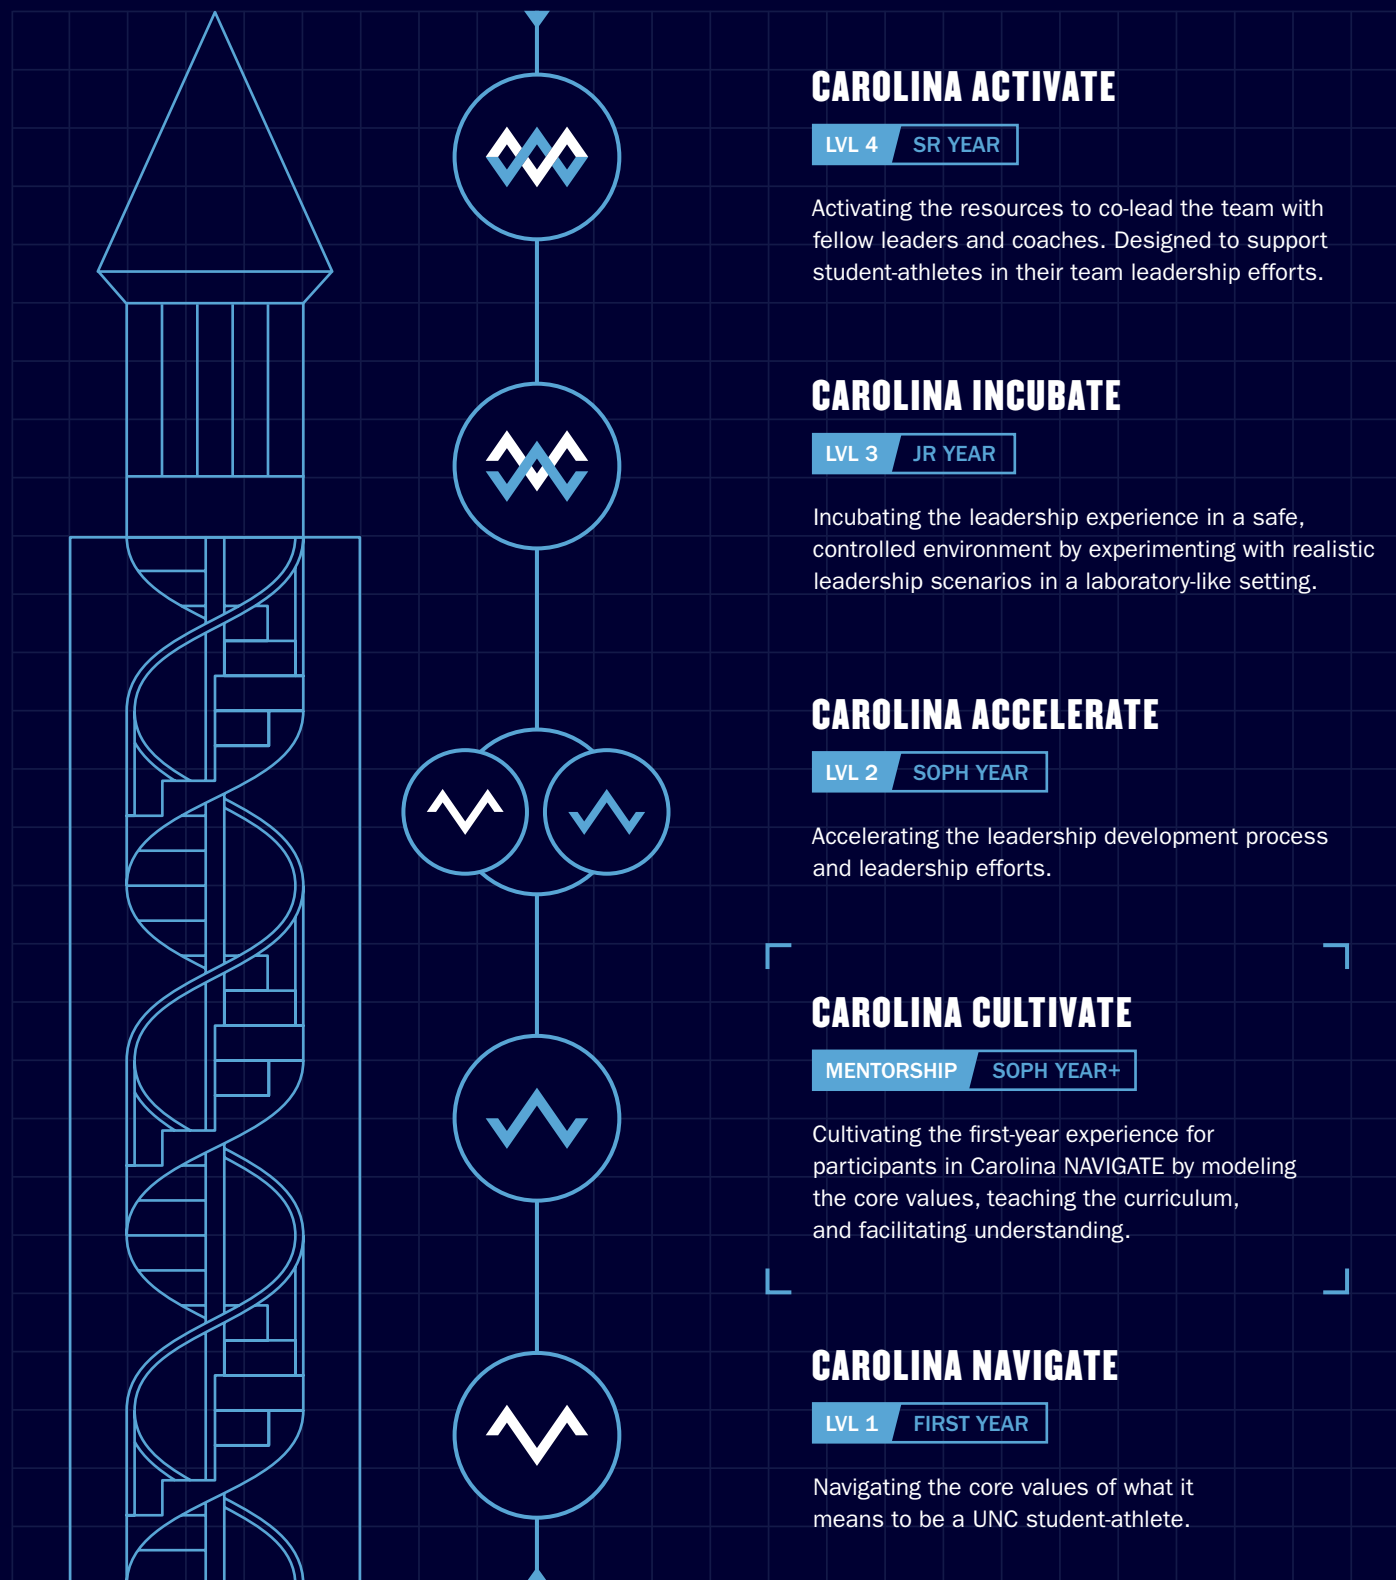 CAROLINA ACTIVATE
LVL 4 SR YEAR
Activating the resources to co-lead the team with
fellow leaders and coaches. Designed to support
student-athletes in their team leadership efforts.
CAROLINA INCUBATE
LVL 3 JR YEAR
Incubating the leadership experience in a safe,
controlled environment by experimenting with realistic
leadership scenarios in a laboratory-like setting.
CAROLINA ACCELERATE
LVL 2 SOPH YEAR
Accelerating the leadership development process
and leadership efforts.
CAROLINA CULTIVATE
MENTORSHIP SOPH YEAR+
Cultivating the first-year experience for
participants in Carolina NAVIGATE by modeling
the core values, teaching the curriculum,
and facilitating understanding.
CAROLINA NAVIGATE
LVL 1 FIRST YEAR
Navigating the core values of what it
means to be a UNC student-athlete.